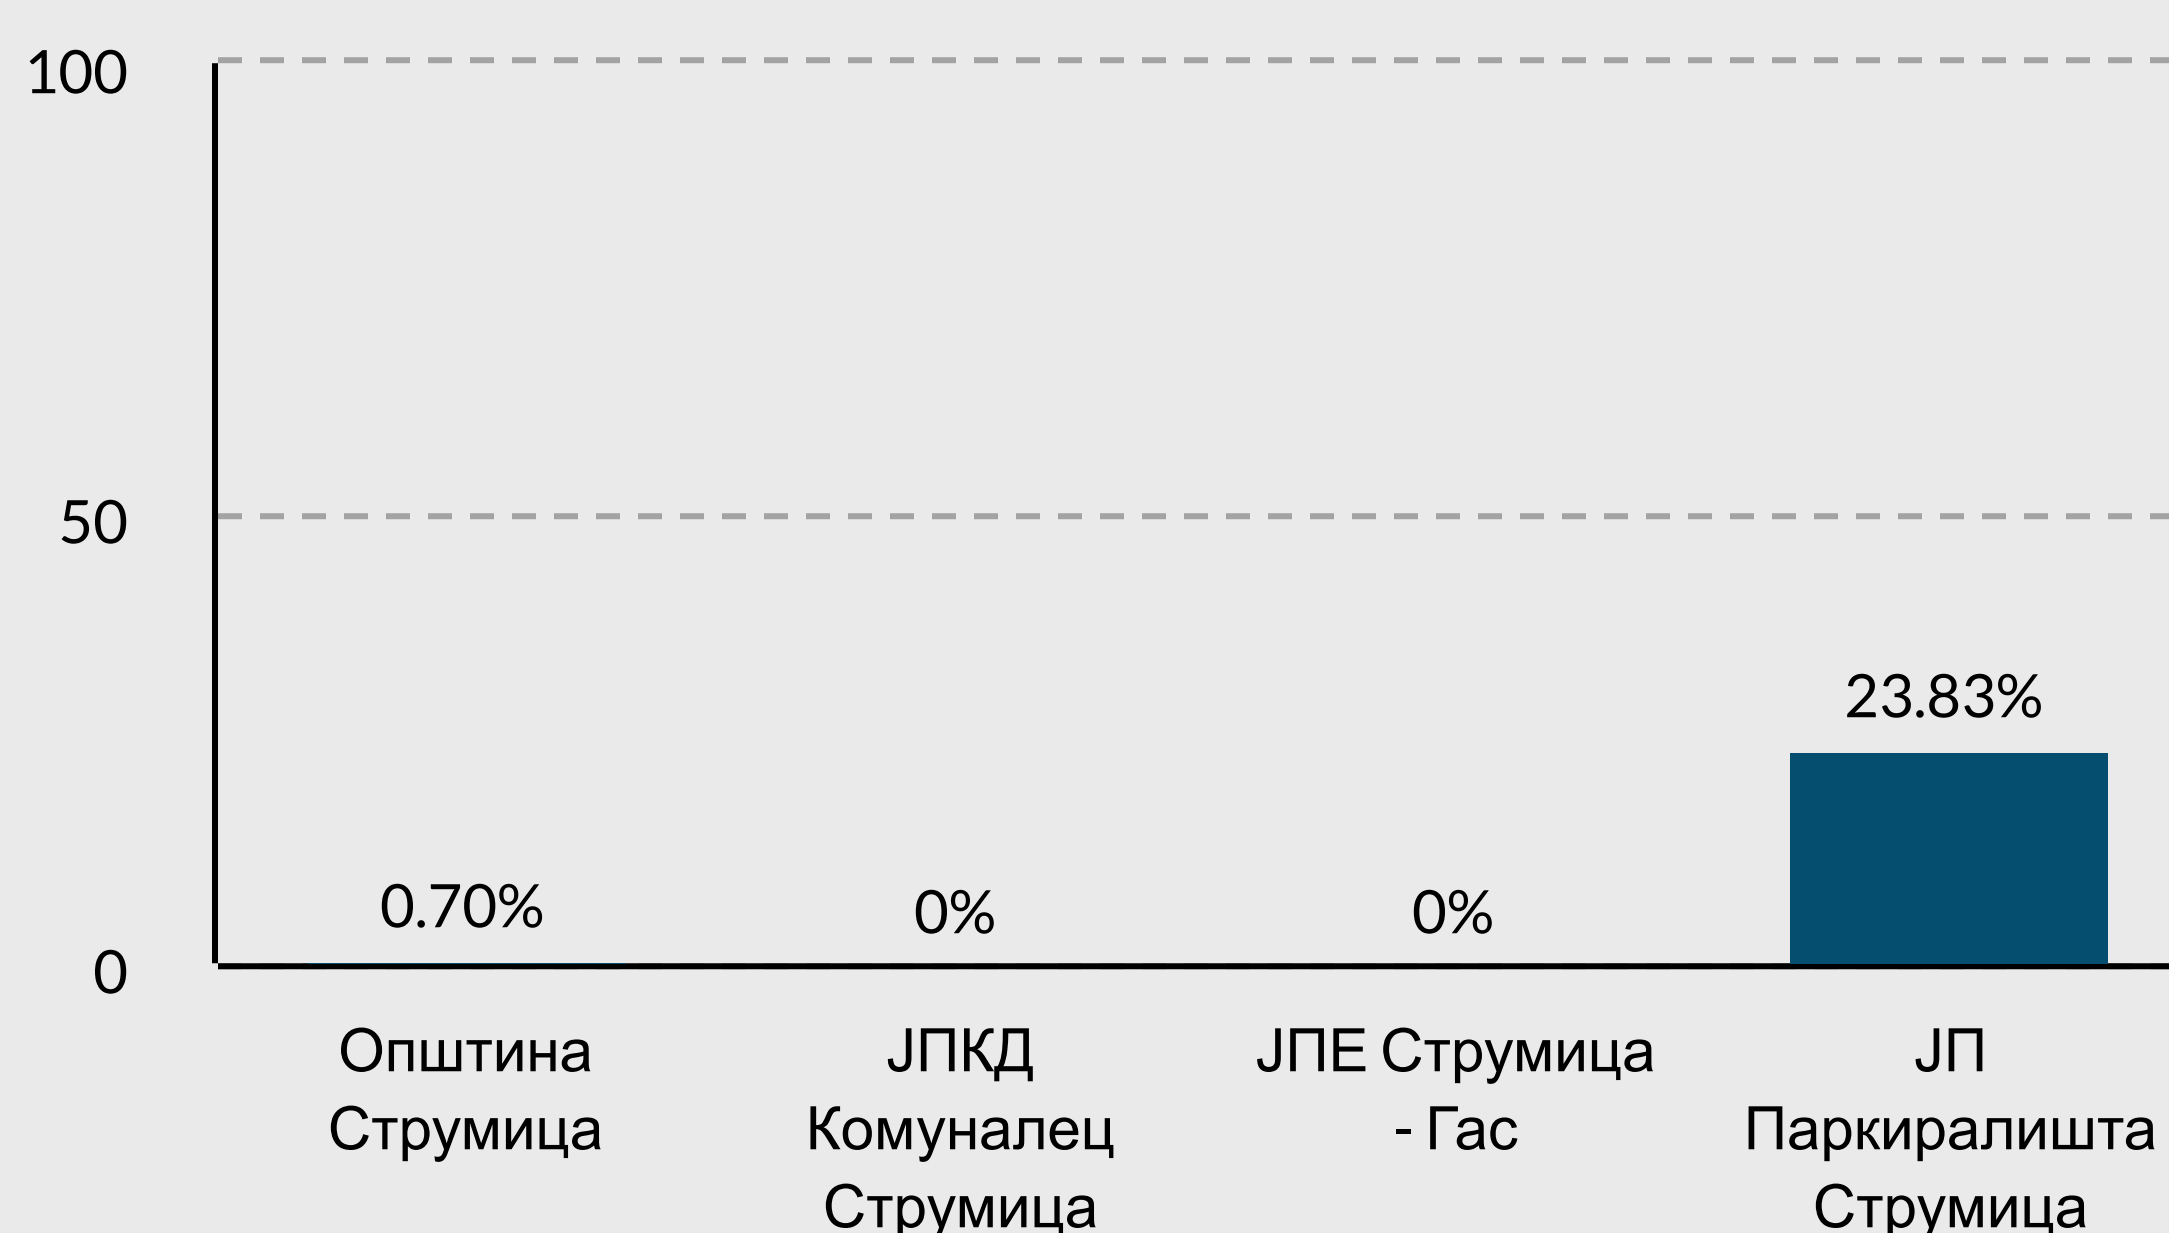 100
50
0
23.83%
0.70%
0%
0%
Општина
Струмица
ЈПКД
Комуналец
Струмица
ЈПЕ Струмица
- Гас
ЈП
Паркиралишта
Струмица